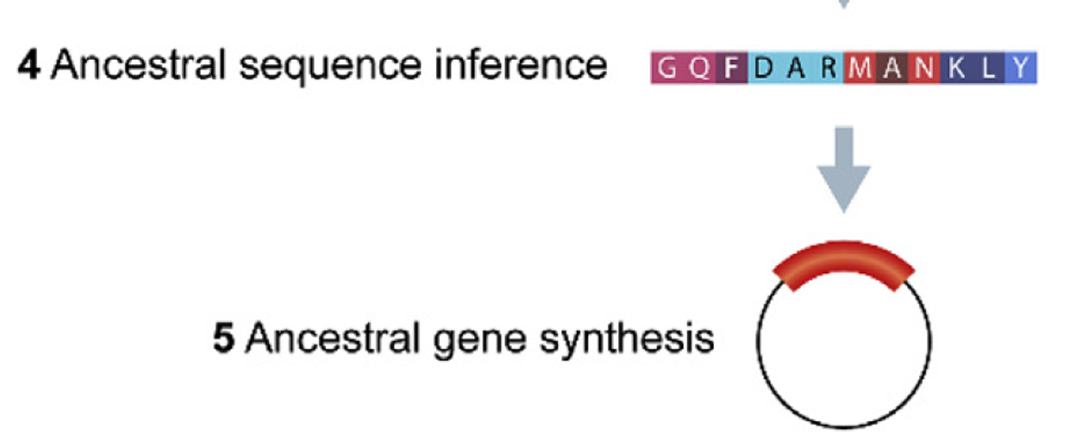 4 Ancestral sequence inference GQFDARMANKLY
5 Ancestral gene synthesis